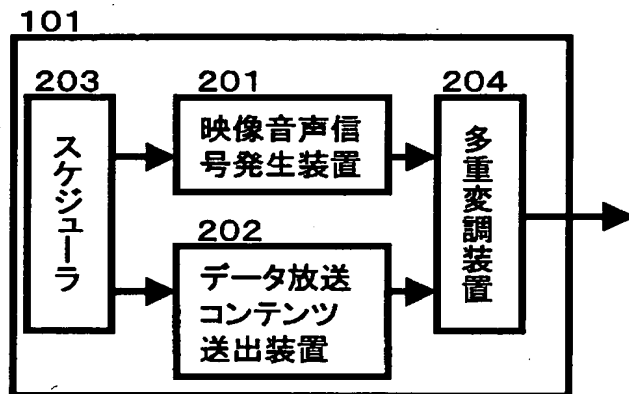 101
203
201
204
スケジューラ
映像音声信
号発生装置
多重変調装置
202
データ放送
コンテンツ
送出装置